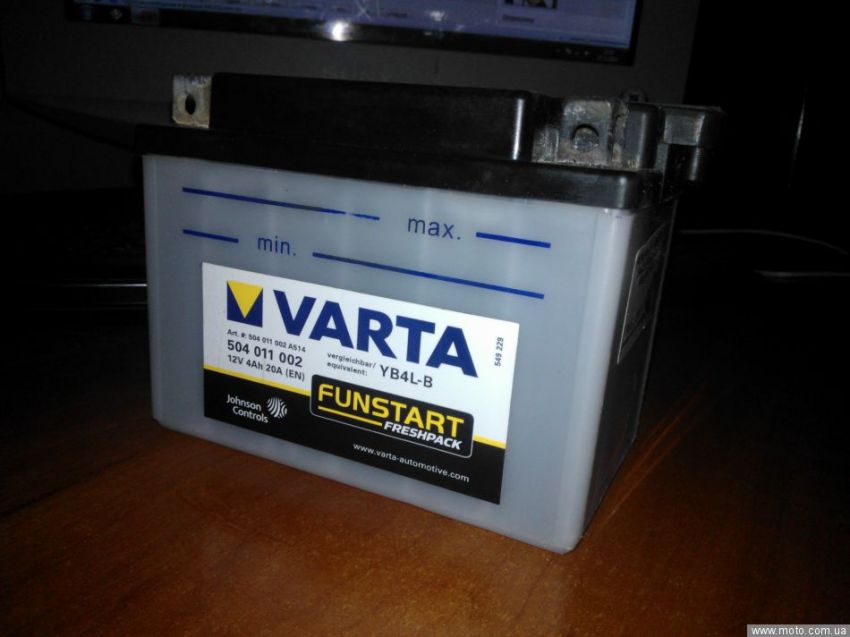 max.
min.
VARTA
Art. #: 504 011 002 A514
504 011 002
12V 4Ah 20A (EN)
vergleichbar/
equivalent: YB4L-B
549 229
Johnson
Controls
FUNSTART
FRESHPACK
www.varta-automotive.com
www.moto.com.ua